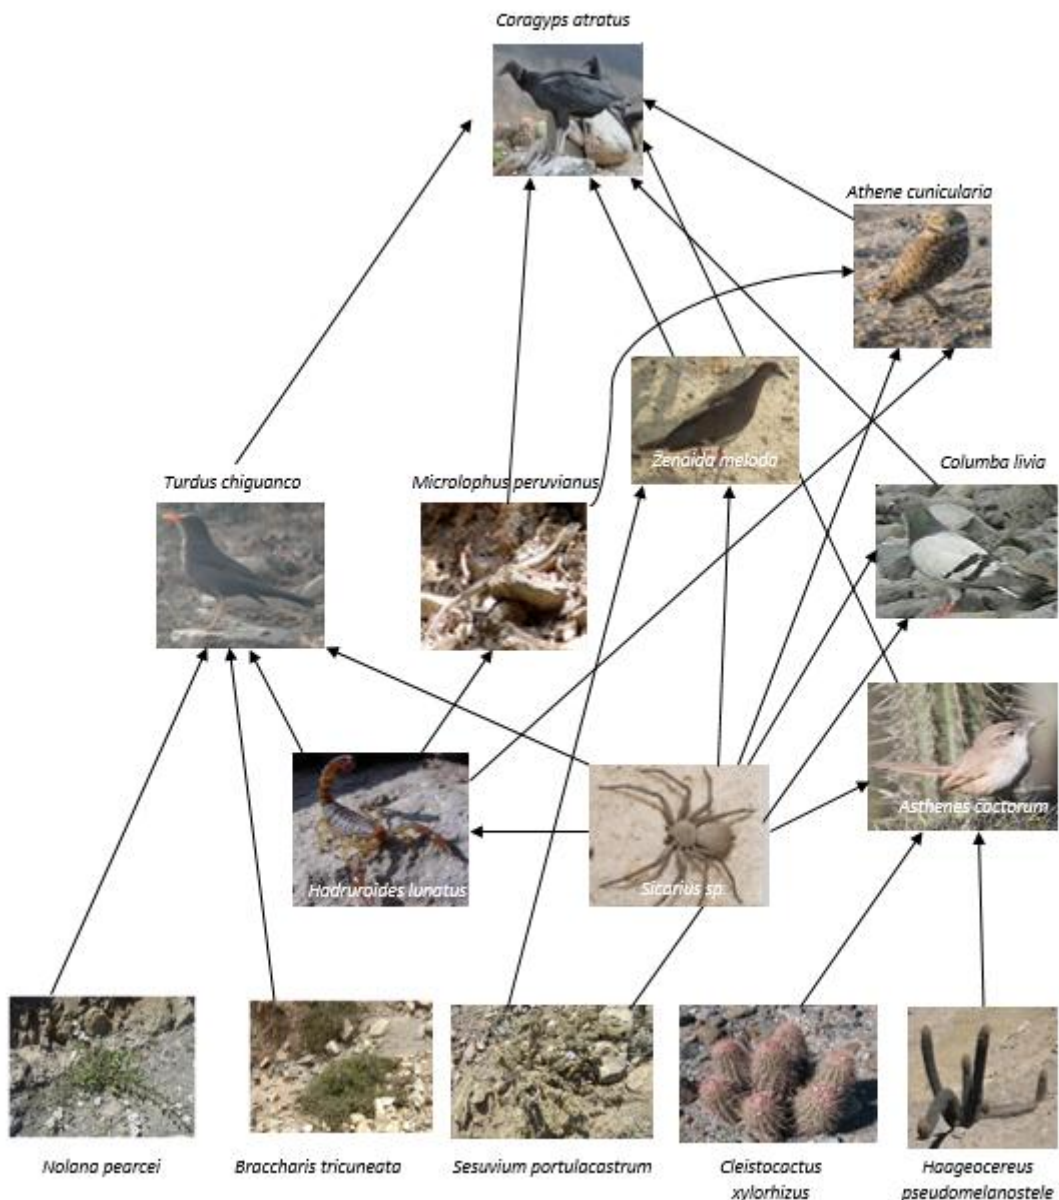 Coragyps atratus
Athene cunicularia
Zenaida meloda
Columba livia
Turdus chiguanco
Microlophus peruvianus
Asthenes cactorum
Hadruroides lunatus
Sicarius sp.
Nolana pearcei
Braccharis tricuneata
Sesuvium portulacastrum
Cleistocactus
xylorhizus
Haageocereus
pseudomelanostele